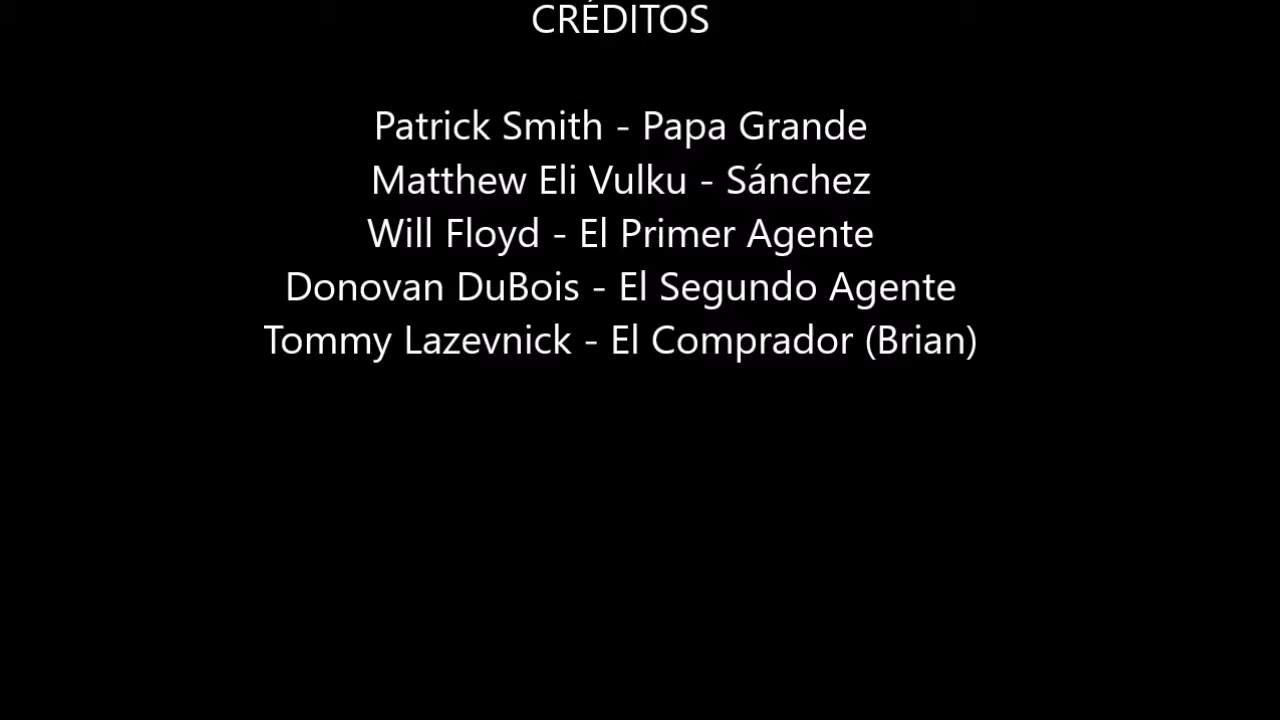 CRÉDITOS
Patrick Smith - Papa Grande
Matthew Eli Vulku - Sánchez
Will Floyd - El Primer Agente
Donovan DuBois - El Segundo Agente
Tommy Lazevnick - El Comprador (Brian)